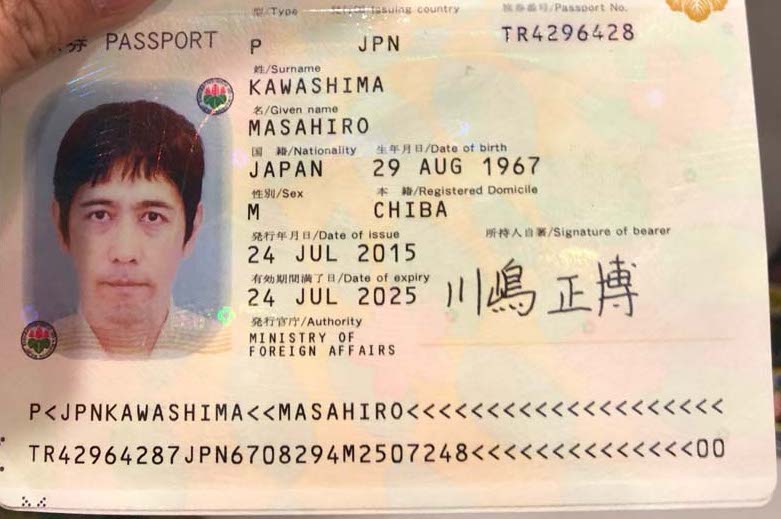 型/Type 発行国/Issuing country 旅券番号/Passport No.
券 PASSPORT P JPN TR4296428
姓/Surname
KAWASHIMA
名/Given name
MASAHIRO
国 籍/Nationality 生年月日/Date of birth
JAPAN 29 AUG 1967
性別/Sex 本 籍/Registered Domicile
M CHIBA
発行年月日/Date of issue 所持人自署/Signature of bearer
24 JUL 2015
有効期間満了日/Date of expiry
24 JUL 2025 川嶋 正博
発行官庁/Authority
MINISTRY OF
FOREIGN AFFAIRS
P<JPNKAWASHIMA<<MASAHIRO<<<<<<<<<<<<<<<<<<<<
TR42964287JPN6708294M2507248<<<<<<<<<<<<<<00